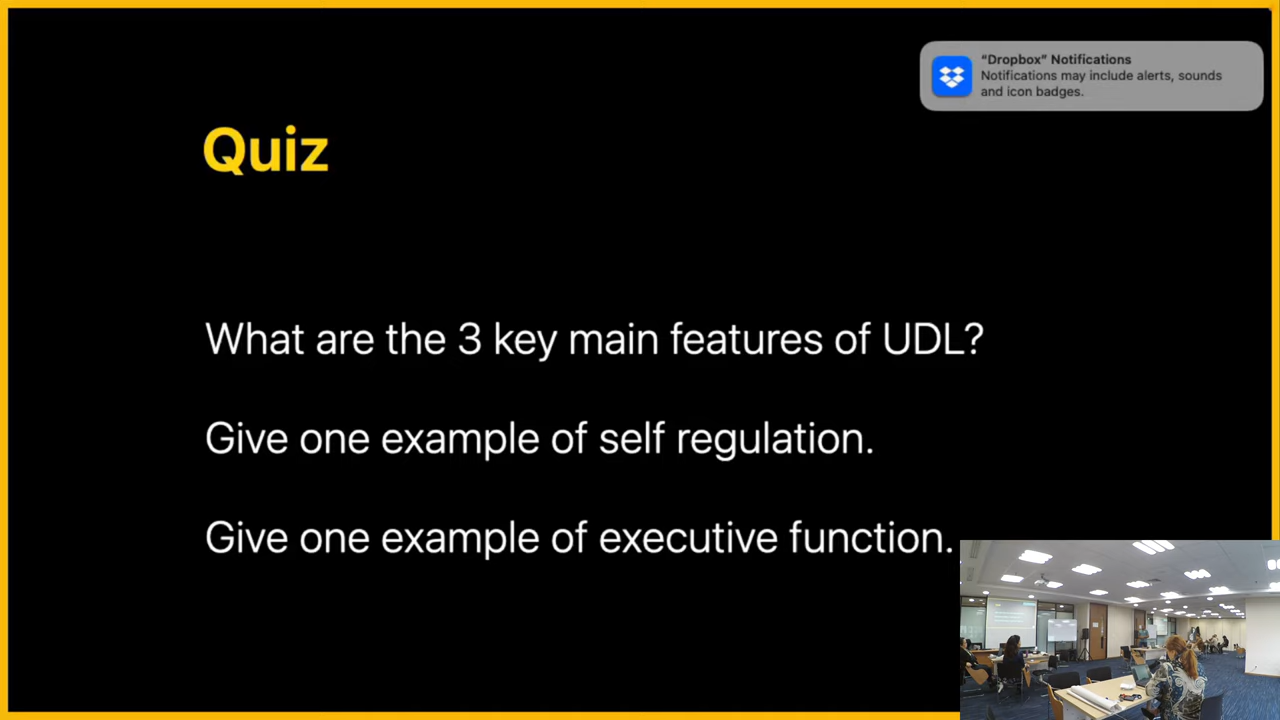 “Dropbox” Notifications
Notifications may include alerts, sounds
and icon badges.
Quiz
What are the 3 key main features of UDL?
Give one example of self regulation.
Give one example of executive function.